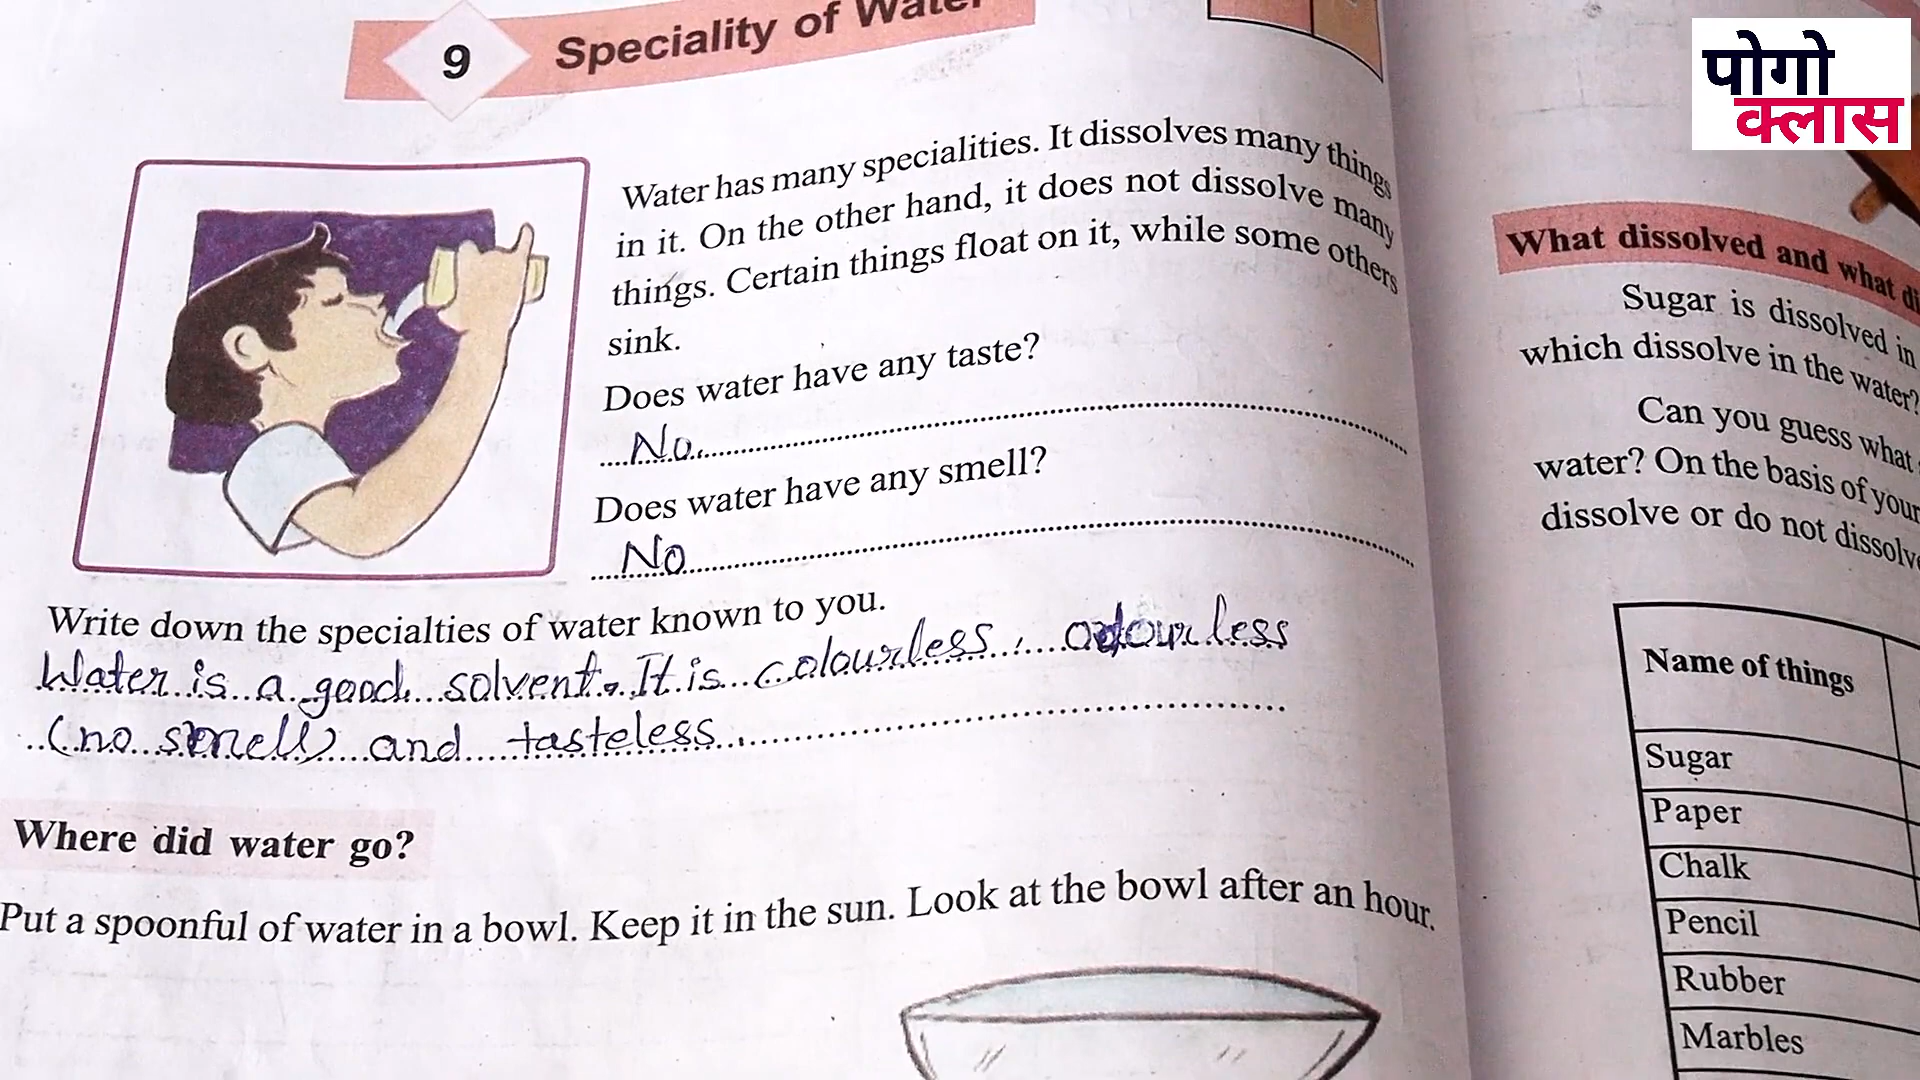 9 Speciality of Water
Water has many specialities. It dissolves many things
in it. On the other hand, it does not dissolve many
things. Certain things float on it, while some others
sink.
Does water have any taste?
No.
Does water have any smell?
No
Write down the specialties of water known to you.
Water is a good solvent. It is colourless, odourless
(no smell) and tasteless.
Where did water go?
Put a spoonful of water in a bowl. Keep it in the sun. Look at the bowl after an hour.
पोगो
क्लास
What dissolved and what
Sugar is dissolved in
which dissolve in the water?
Can you guess what
water? On the basis of your
dissolve or do not
Name of things
Sugar
Paper
Chalk
Pencil
Rubber
Marbles